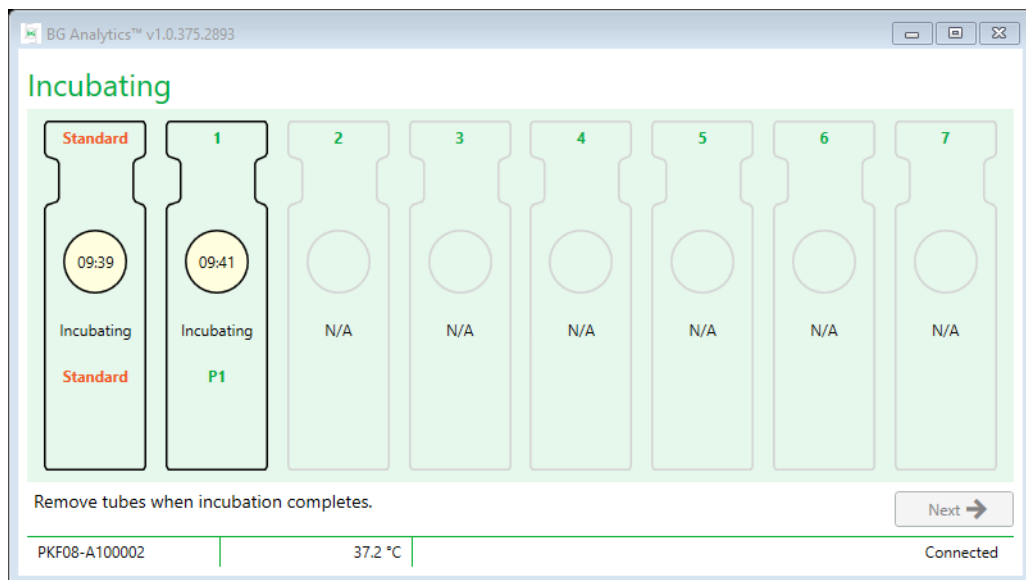 BG Analytics™ v1.0.375.2893
Incubating
Standard 1 2 3 4 5 6 7
09:39 09:41
Incubating Incubating N/A N/A N/A N/A N/A N/A
Standard P1
Remove tubes when incubation completes.
Next
PKF08-A100002 37.2 °C Connected